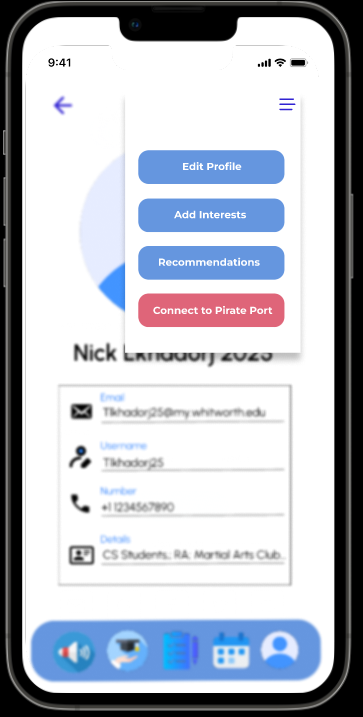 9:41
Edit Profile
Add Interests
Recommendations
Connect to Pirate Port
Nick Ekhadorj 2025
Email
Tlkhadorj25@my.whitworth.edu
Username
Tlkhadorj25
Number
+1 1234567890
Details
CS Students,; RA; Martial Arts Club..